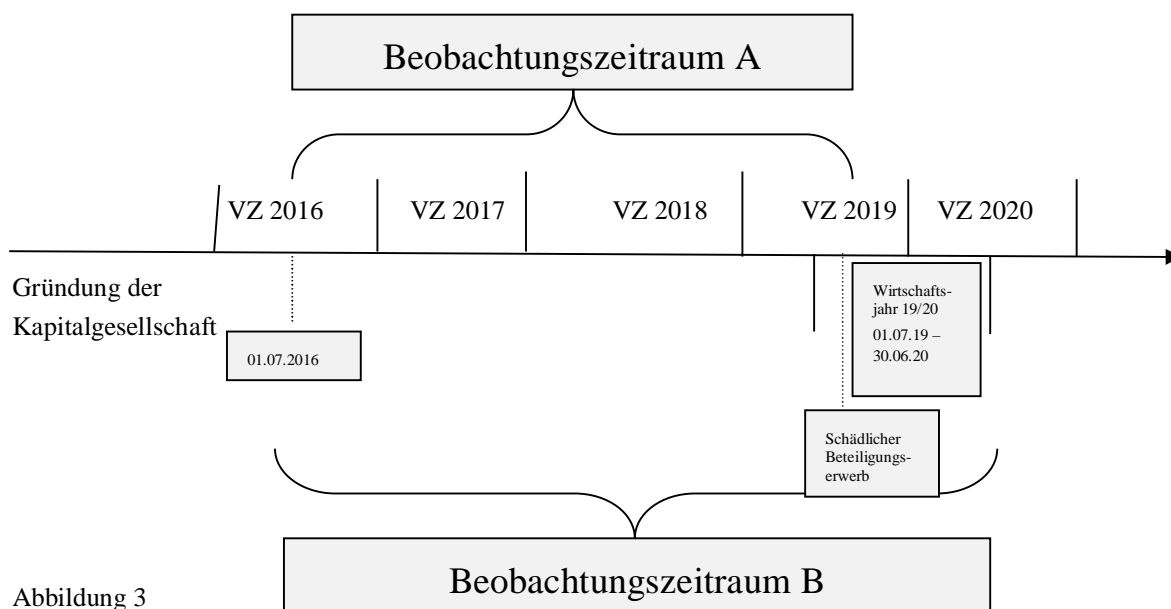 Beobachtungszeitraum A
VZ 2016
VZ 2017
VZ 2018
VZ 2019
VZ 2020
Gründung der
Kapitalgesellschaft
01.07.2016
Wirtschafts-
jahr 19/20
01.07.19 –
30.06.20
Schädlicher
Beteiligungs-
erwerb
Beobachtungszeitraum B
Abbildung 3